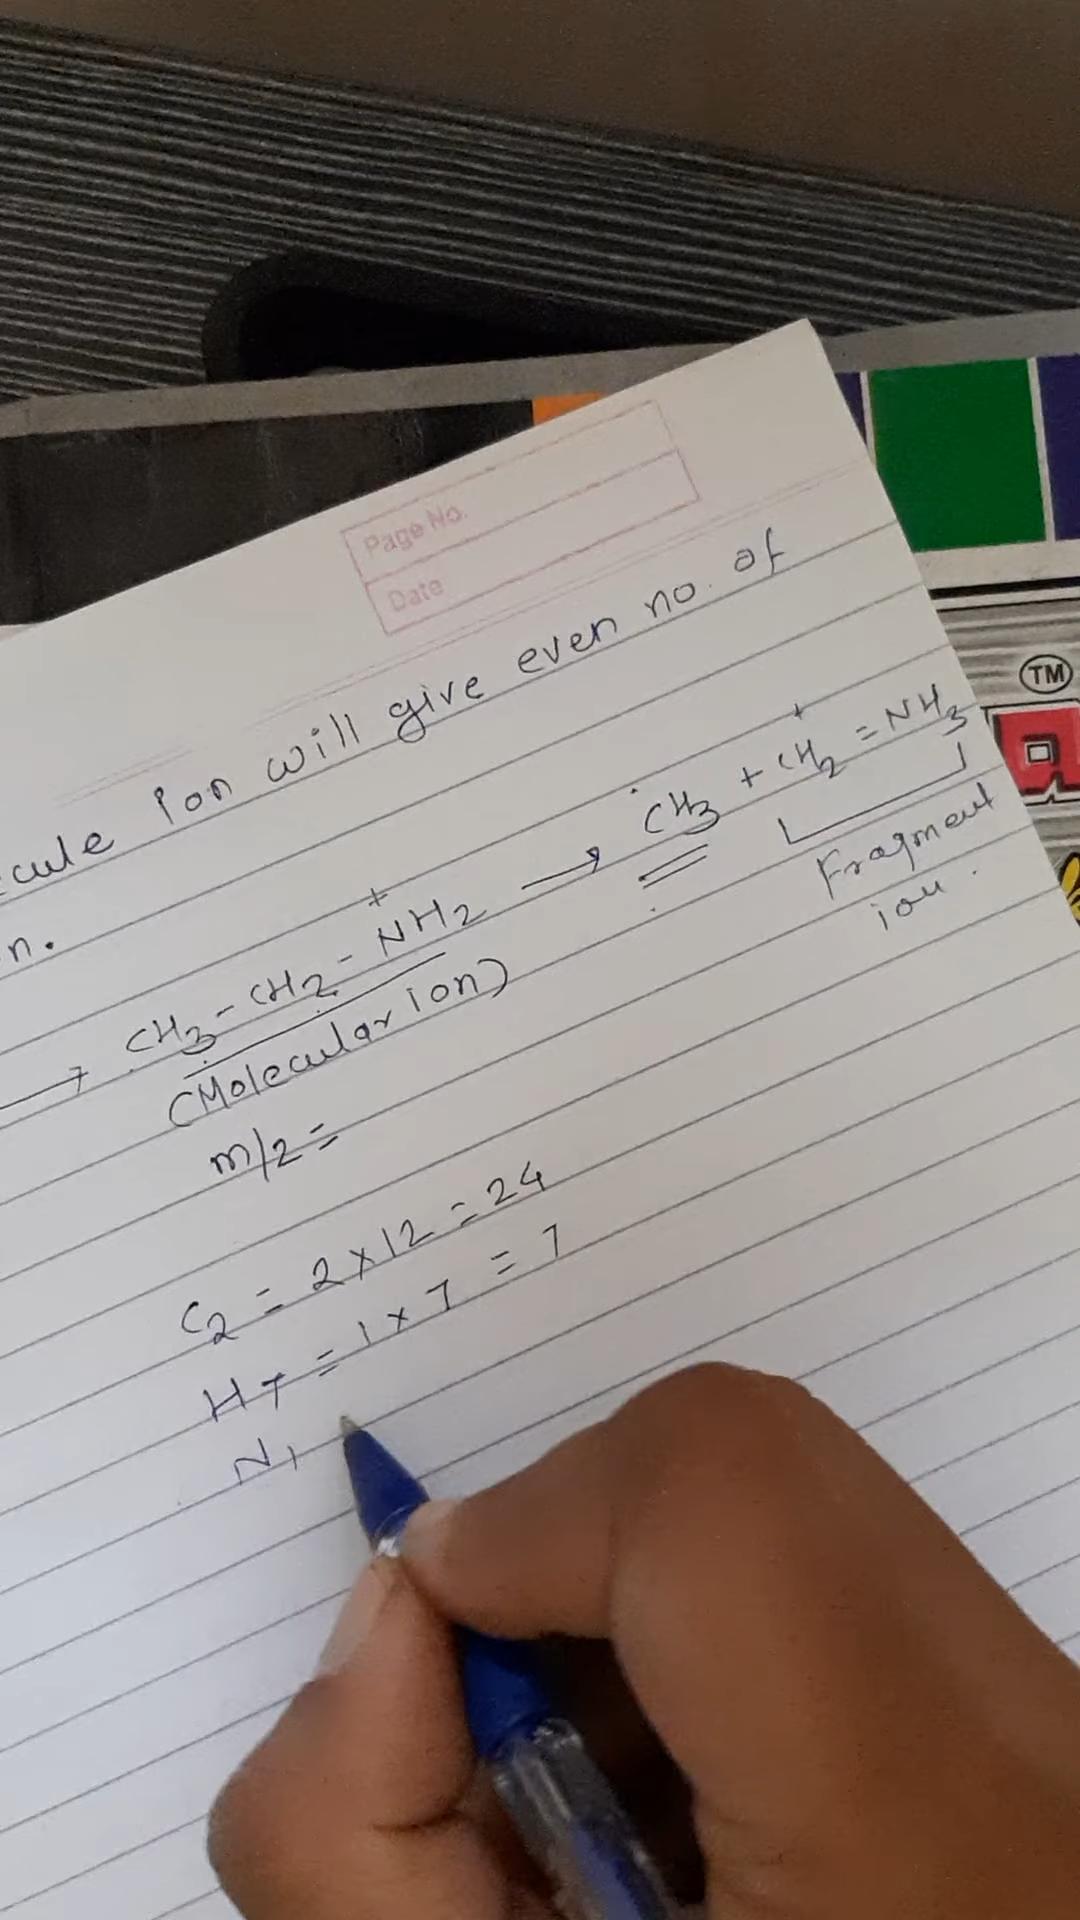 Page No.
Date
cule ion will give even no. of
n.
CH3 - CH2 - NH2 + → ĊH3 + CH2 = NH3 +
(Molecular ion)
Fragment
ion.
m/z =
C2 = 2 × 12 = 24
H7 = 1 × 7 = 7
N1
TM